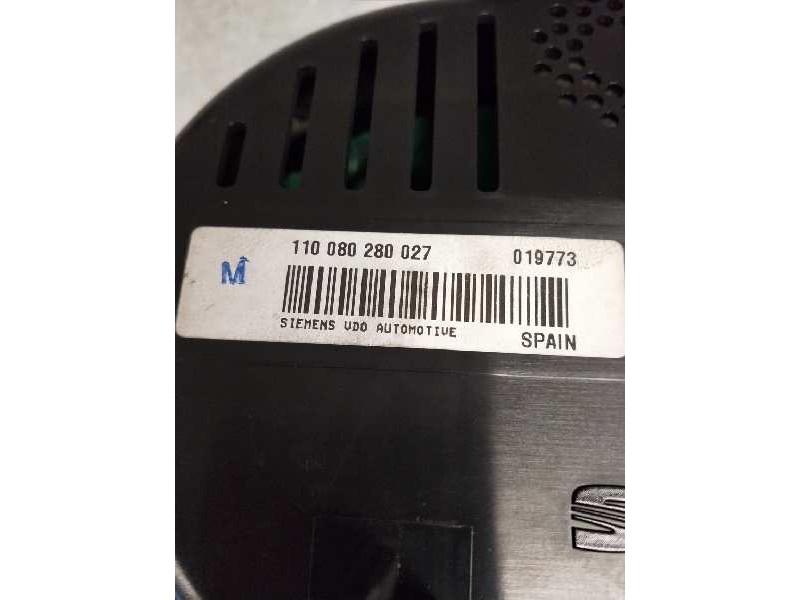 110 080 280 027 019773
M
SIEMENS VDO AUTOMOTIVE
SPAIN